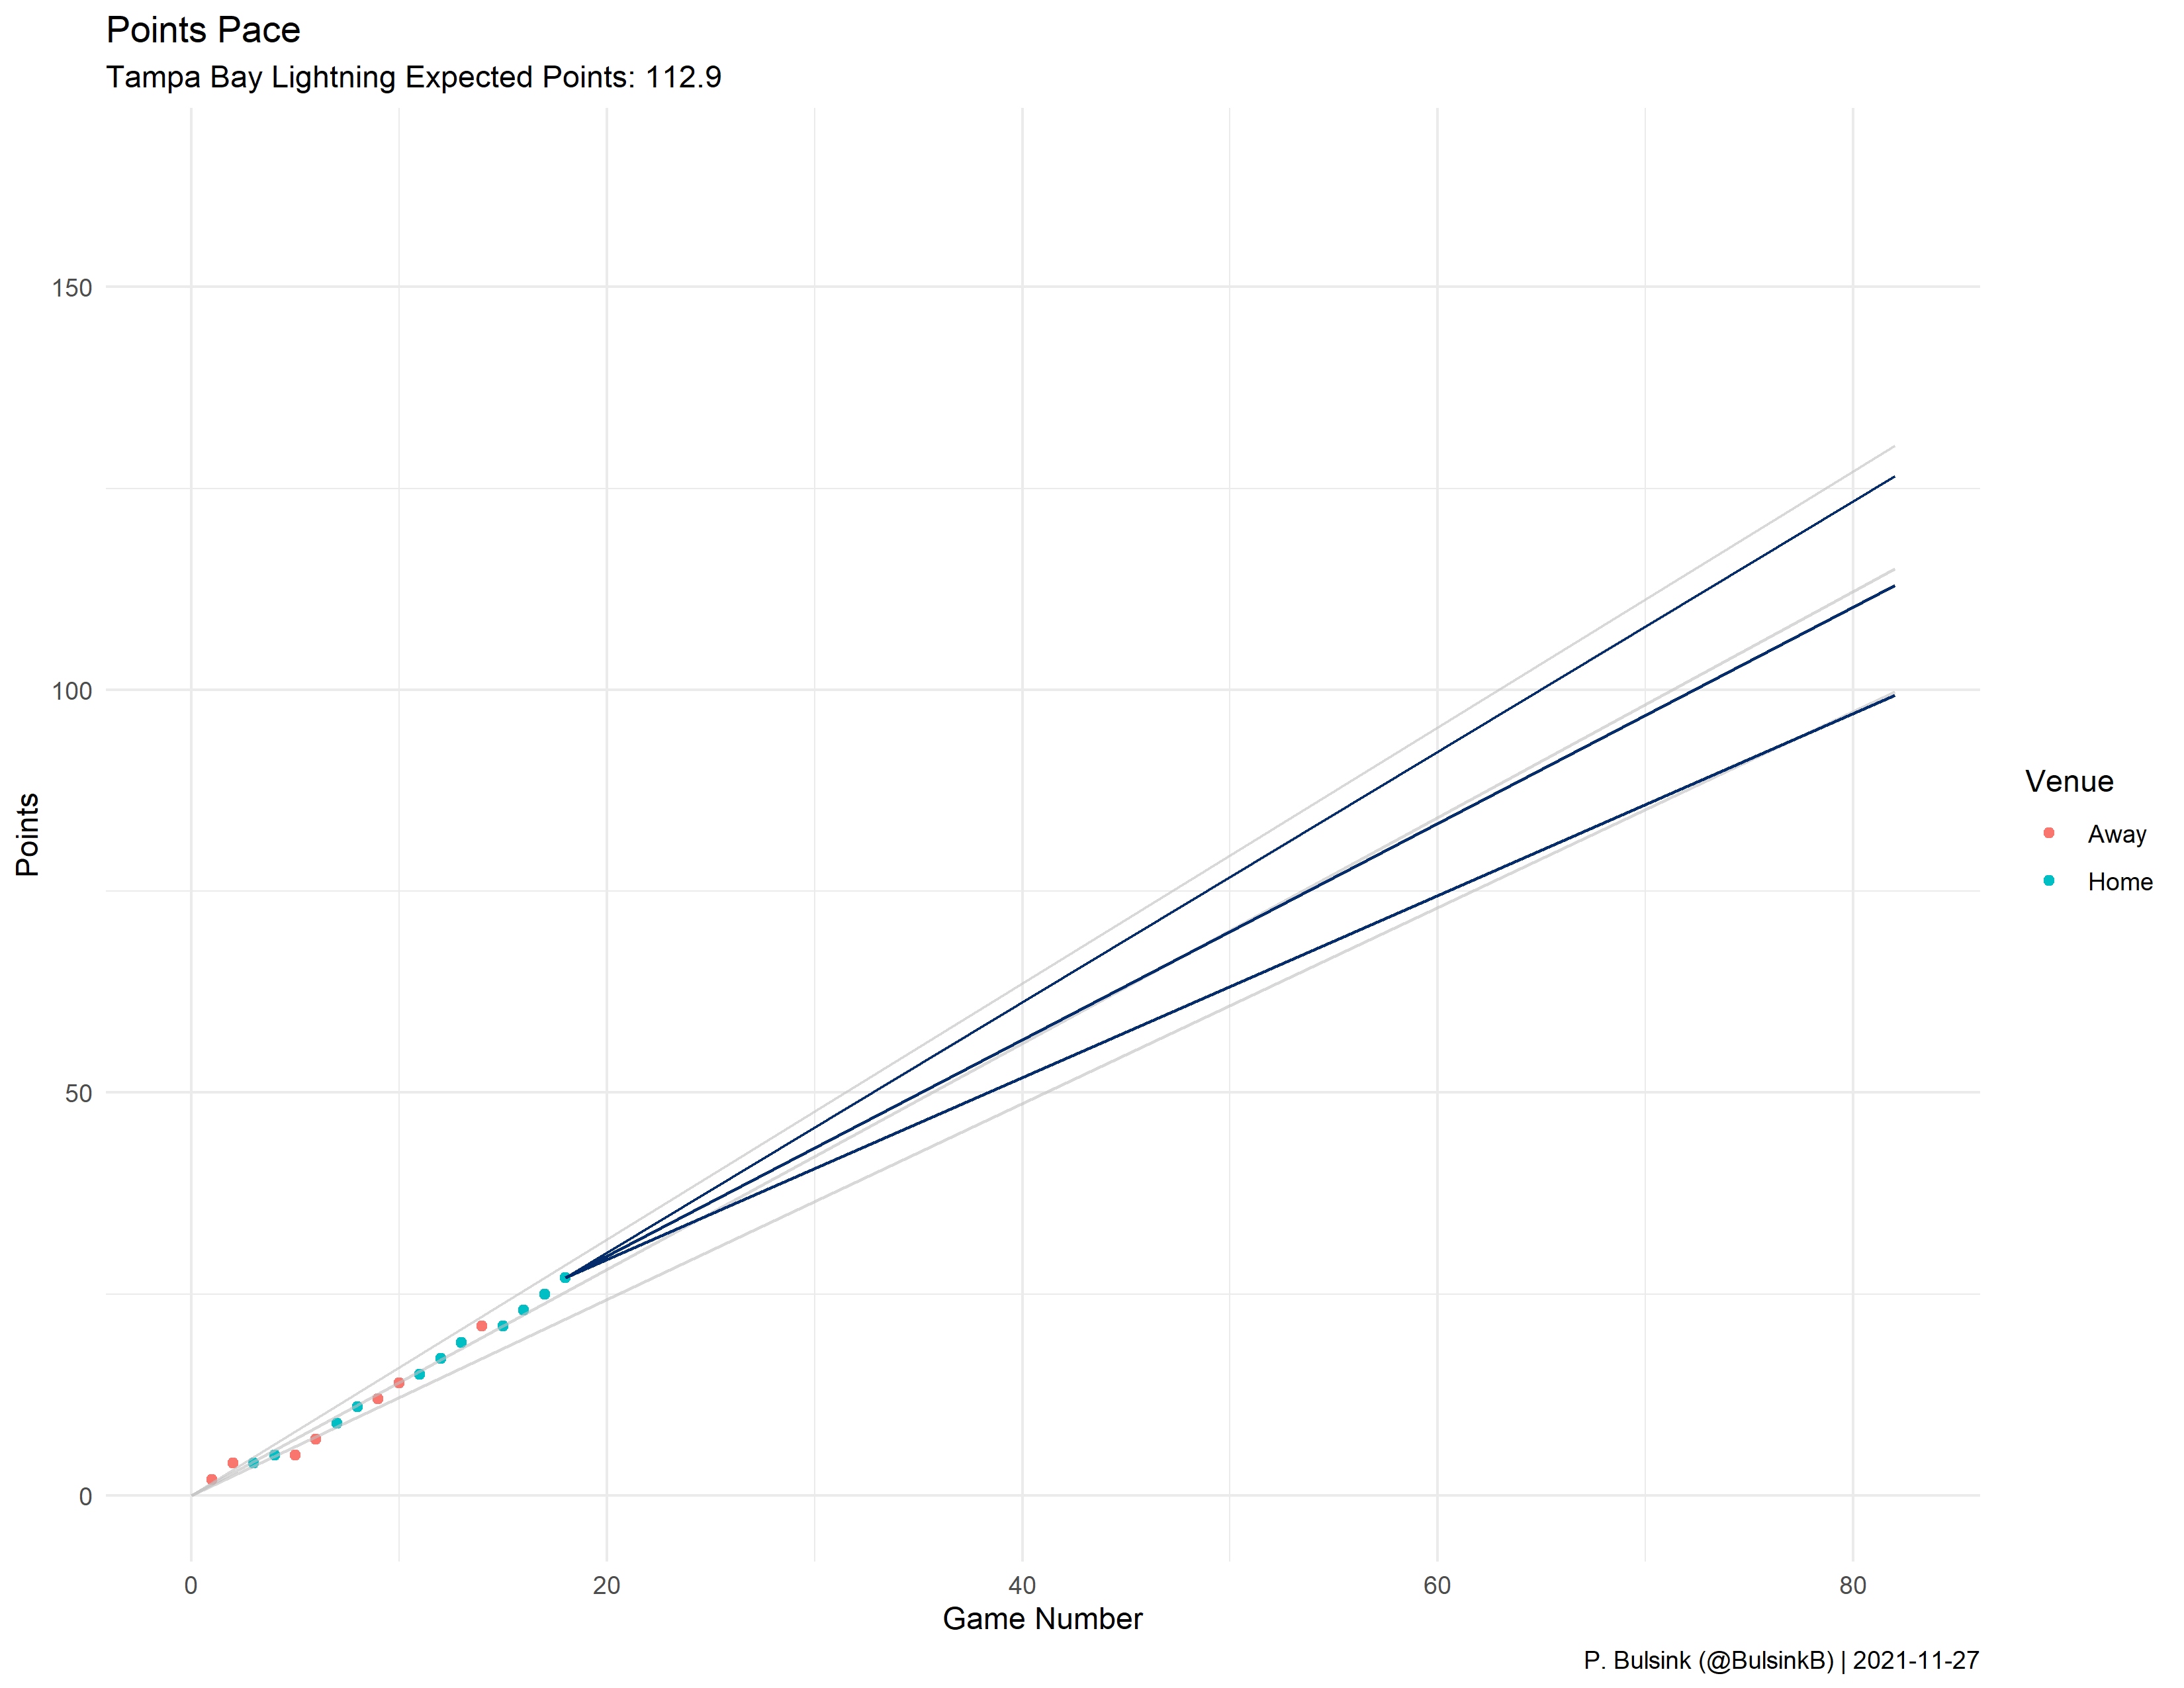 Points Pace
Tampa Bay Lightning Expected Points: 112.9
150
100
50
0
Points
0 20 40 60 80
Game Number
Venue
Away
Home
P. Bulsink (@BulsinkB) | 2021-11-27